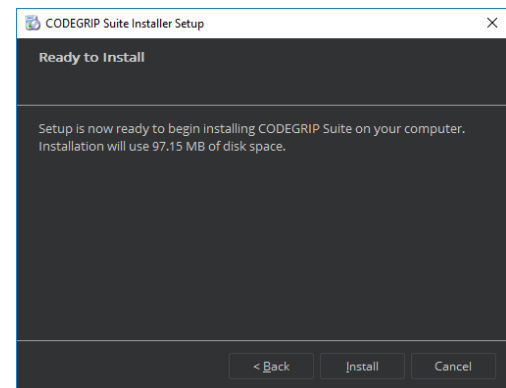 CODEGRIP Suite Installer Setup
Ready to Install
Setup is now ready to begin installing CODEGRIP Suite on your computer.
Installation will use 97.15 MB of disk space.
< Back
Install
Cancel